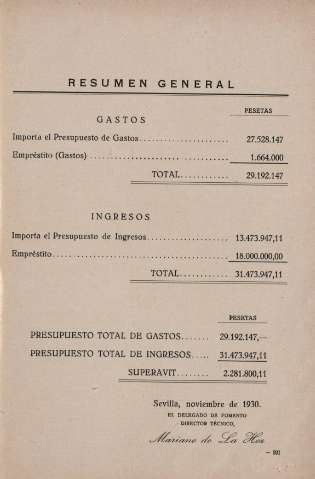 RESUMEN GENERAL
PESETAS
GASTOS
Importa el Presupuesto de Gastos...................... 27.528.147
Empréstito (Gastos) .................................. 1.664.000
TOTAL............ 29.192.147
INGRESOS
Importa el Presupuesto de Ingresos.................... 13.473.947,11
Empréstito............................................ 18.000.000,00
TOTAL............ 31.473.947,11
PESETAS
PRESUPUESTO TOTAL DE GASTOS....... 29.192.147,—
PRESUPUESTO TOTAL DE INGRESOS..... 31.473.947,11
SUPERAVIT..... 2.281.800,11
Sevilla, noviembre de 1930.
EL DELEGADO DE FOMENTO
DIRECTOR TÉCNICO,
Mariano de La Hoz